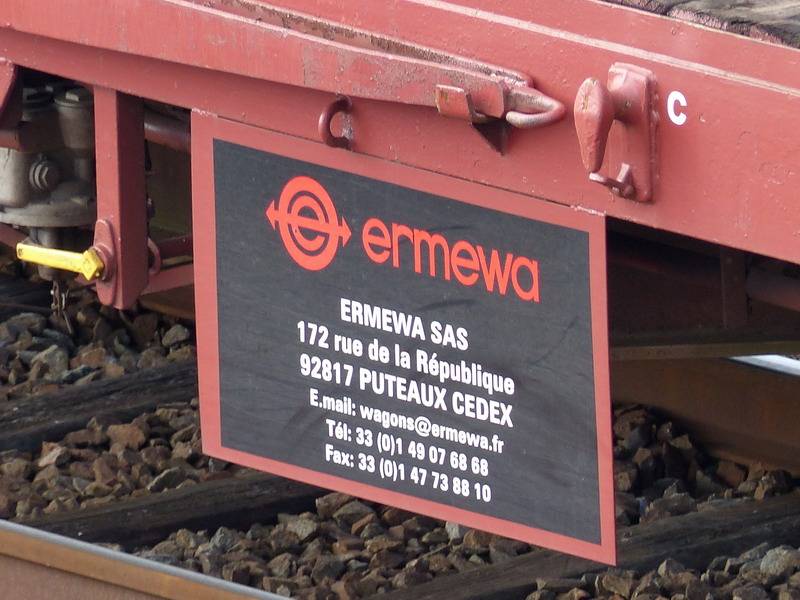 C
e ermewa
ERMEWA SAS
172 rue de la République
92817 PUTEAUX CEDEX
E.mail: wagons@ermewa.fr
Tél: 33 (0)1 49 07 68 68
Fax: 33 (0)1 47 73 88 10